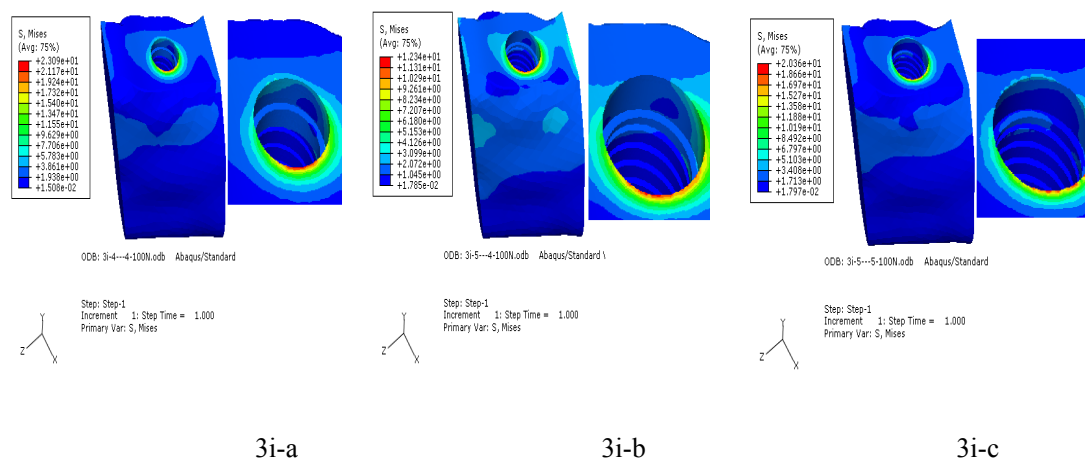 S, Mises
(Avg: 75%)
+2.309e+01
+2.117e+01
+1.924e+01
+1.732e+01
+1.540e+01
+1.347e+01
+1.155e+01
+9.629e+00
+7.706e+00
+5.783e+00
+3.861e+00
+1.938e+00
+1.508e-02
ODB: 3i-4---4-100N.odb Abaqus/Standard
Step: Step-1
Increment 1: Step Time = 1.000
Primary Var: S, Mises
Y
Z
X
3i-a
S, Mises
(Avg: 75%)
+1.234e+01
+1.131e+01
+1.029e+01
+9.261e+00
+8.234e+00
+7.207e+00
+6.180e+00
+5.153e+00
+4.126e+00
+3.099e+00
+2.072e+00
+1.045e+00
+1.785e-02
ODB: 3i-5---4-100N.odb Abaqus/Standard \
Step: Step-1
Increment 1: Step Time = 1.000
Primary Var: S, Mises
Y
Z
X
3i-b
S, Mises
(Avg: 75%)
+2.036e+01
+1.866e+01
+1.697e+01
+1.527e+01
+1.358e+01
+1.188e+01
+1.019e+01
+8.492e+00
+6.797e+00
+5.103e+00
+3.408e+00
+1.713e+00
+1.797e-02
ODB: 3i-5---5-100N.odb Abaqus/Standard
Step: Step-1
Increment 1: Step Time = 1.000
Primary Var: S, Mises
Y
Z
X
3i-c